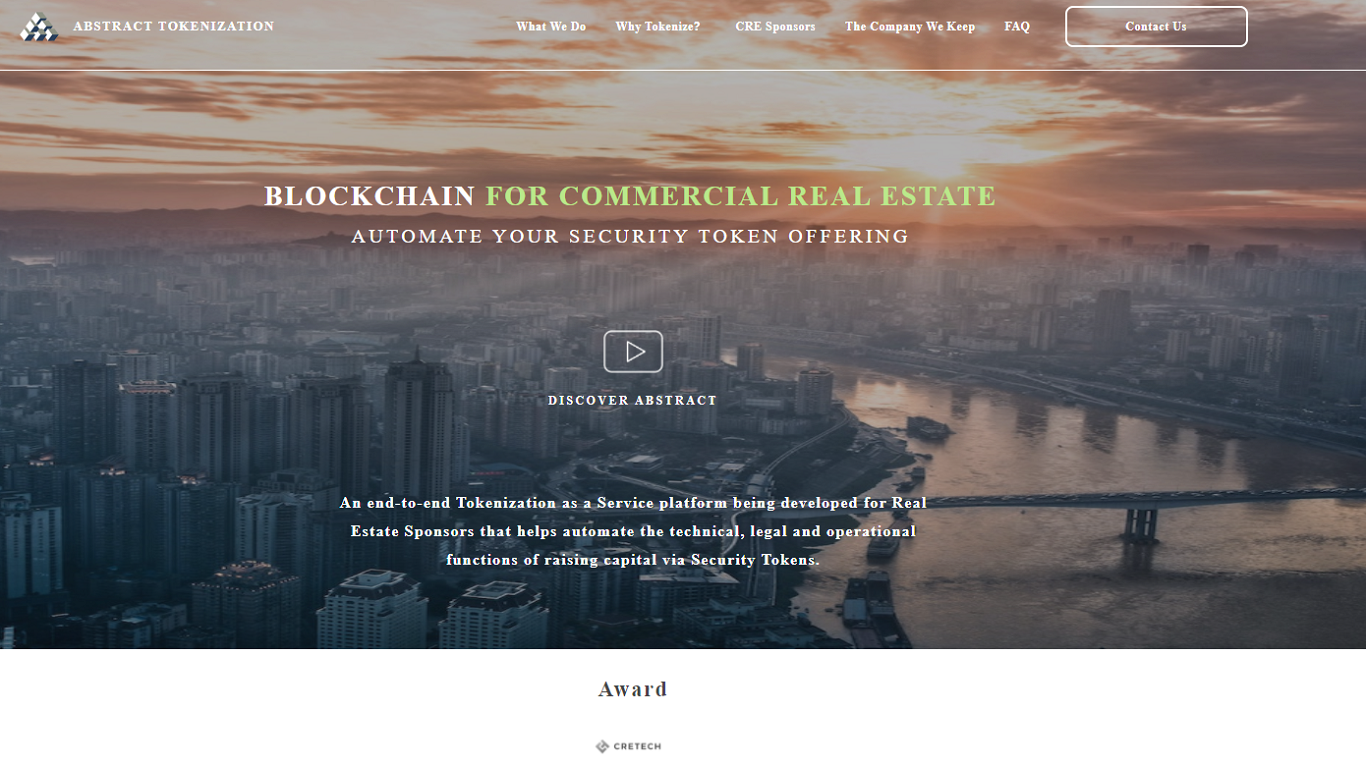 ABSTRACT TOKENIZATION
What We Do
Why Tokenize?
CRE Sponsors
The Company We Keep
FAQ
Contact Us
BLOCKCHAIN FOR COMMERCIAL REAL ESTATE
AUTOMATE YOUR SECURITY TOKEN OFFERING
DISCOVER ABSTRACT
An end-to-end Tokenization as a Service platform being developed for Real
Estate Sponsors that helps automate the technical, legal and operational
functions of raising capital via Security Tokens.
Award
CRETECH